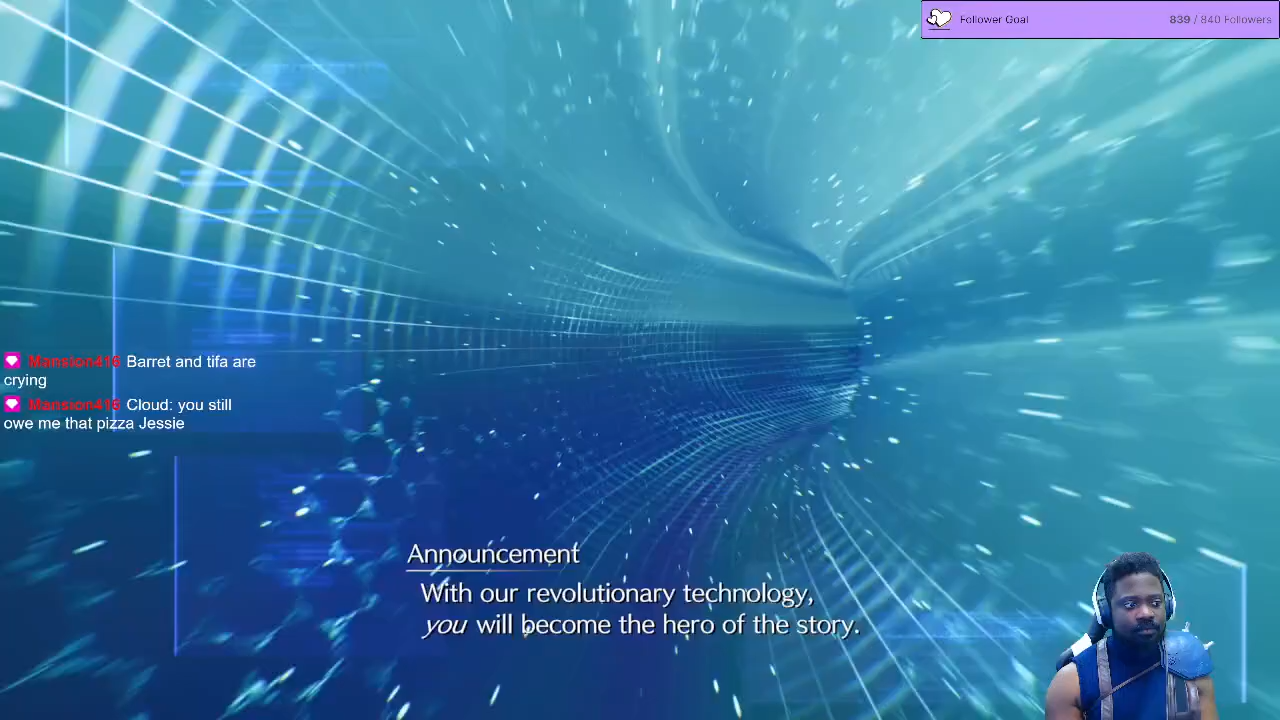 Follower Goal
839 / 840 Followers
Mansion416 Barret and tifa are
crying
Mansion416 Cloud: you still
owe me that pizza Jessie
Announcement
With our revolutionary technology,
you will become the hero of the story.